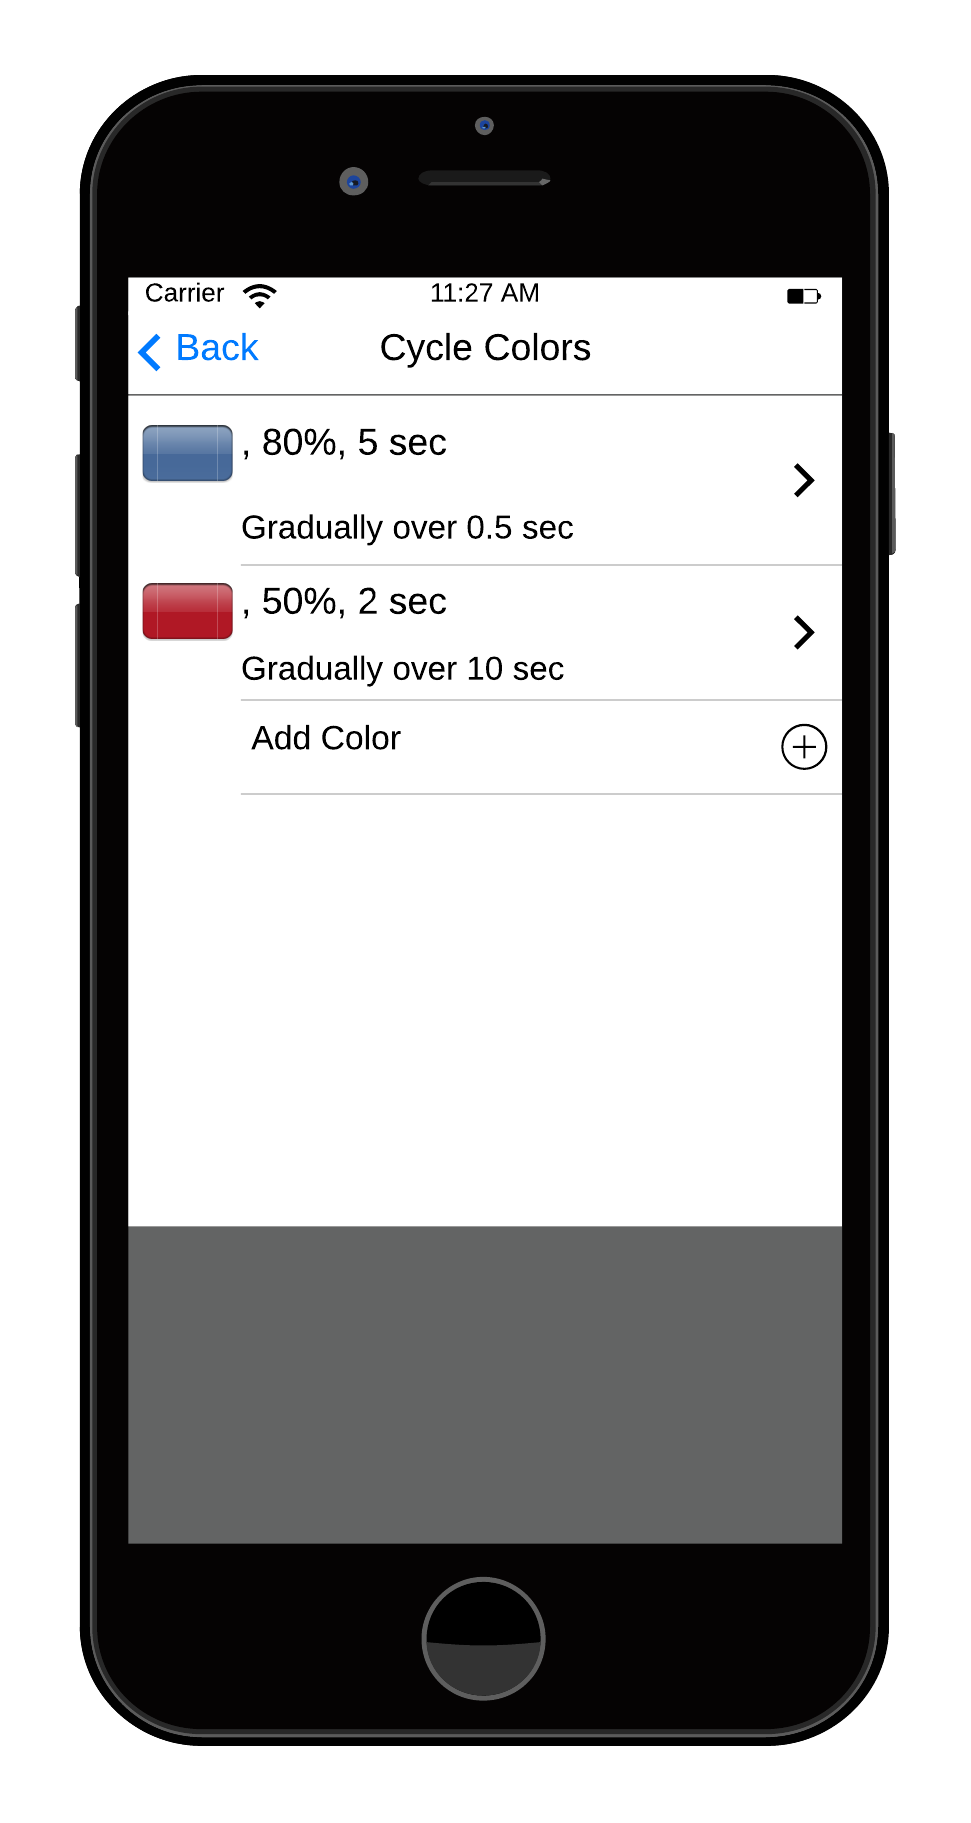 Carrier 11:27 AM
Back Cycle Colors
, 80%, 5 sec
Gradually over 0.5 sec
, 50%, 2 sec
Gradually over 10 sec
Add Color